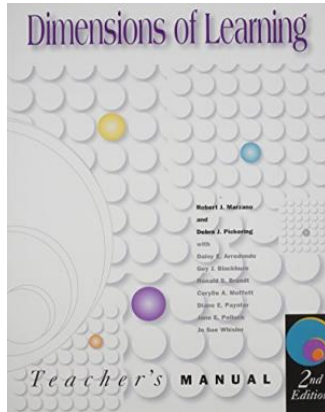 Dimensions of Learning
Robert J. Marzano
and
Debra J. Pickering
with
Daisy E. Arredondo
Guy J. Blackburn
Ronald S. Brandt
Cerylle A. Moffett
Diane E. Paynter
Jane E. Pollock
Jo Sue Whisler
Teacher's MANUAL
2nd
Edition